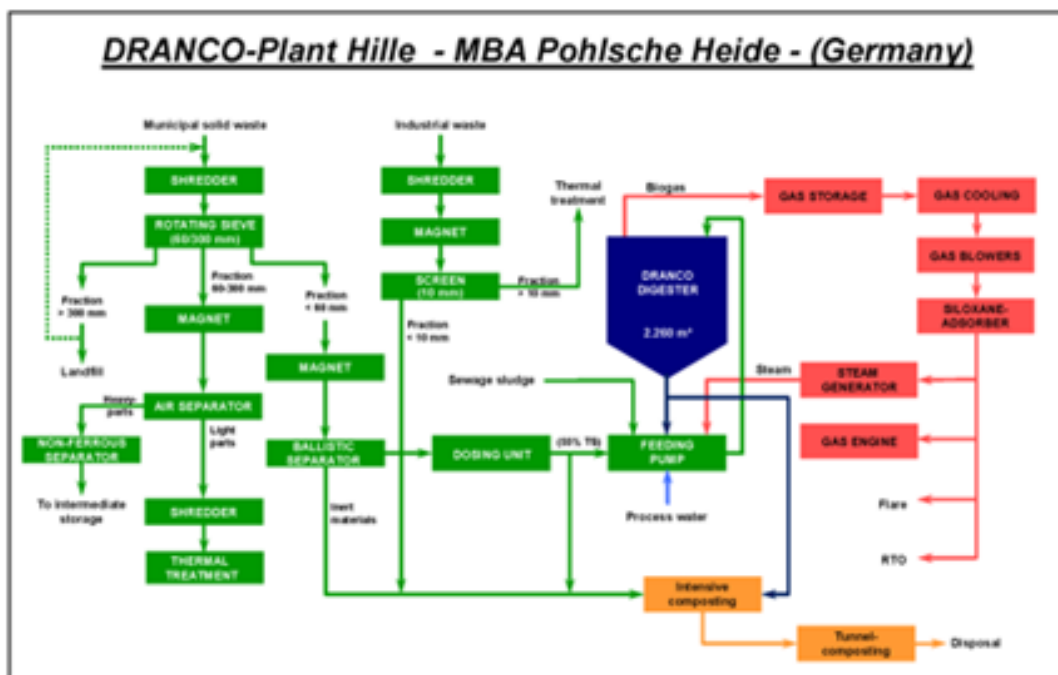 DRANCO-Plant Hille - MBA Pohlsche Heide - (Germany)
Municipal solid waste
Industrial waste
SHREDDER
SHREDDER
Thermal
treatment
Biogas
GAS STORAGE
GAS COOLING
ROTATING SIEVE
(60/300 mm)
MAGNET
GAS BLOWERS
DRANCO
DIGESTER
2.260 m³
SCREEN
(10 mm)
Fraction
> 10 mm
Fraction
60-300 mm
Fraction
> 300 mm
Fraction
< 60 mm
Fraction
< 10 mm
MAGNET
SILOXANE-
ADSORBER
Landfill
MAGNET
Sewage sludge
Steam
STEAM
GENERATOR
Heavy-
parts
AIR SEPARATOR
Light
parts
NON-FERROUS
SEPARATOR
BALLISTIC
SEPARATOR
DOSING UNIT
FEEDING
PUMP
GAS ENGINE
To intermediate
storage
SHREDDER
Inert
materials
Process water
Flare
THERMAL
TREATMENT
RTO
Intensive
composting
Tunnel-
composting
Disposal